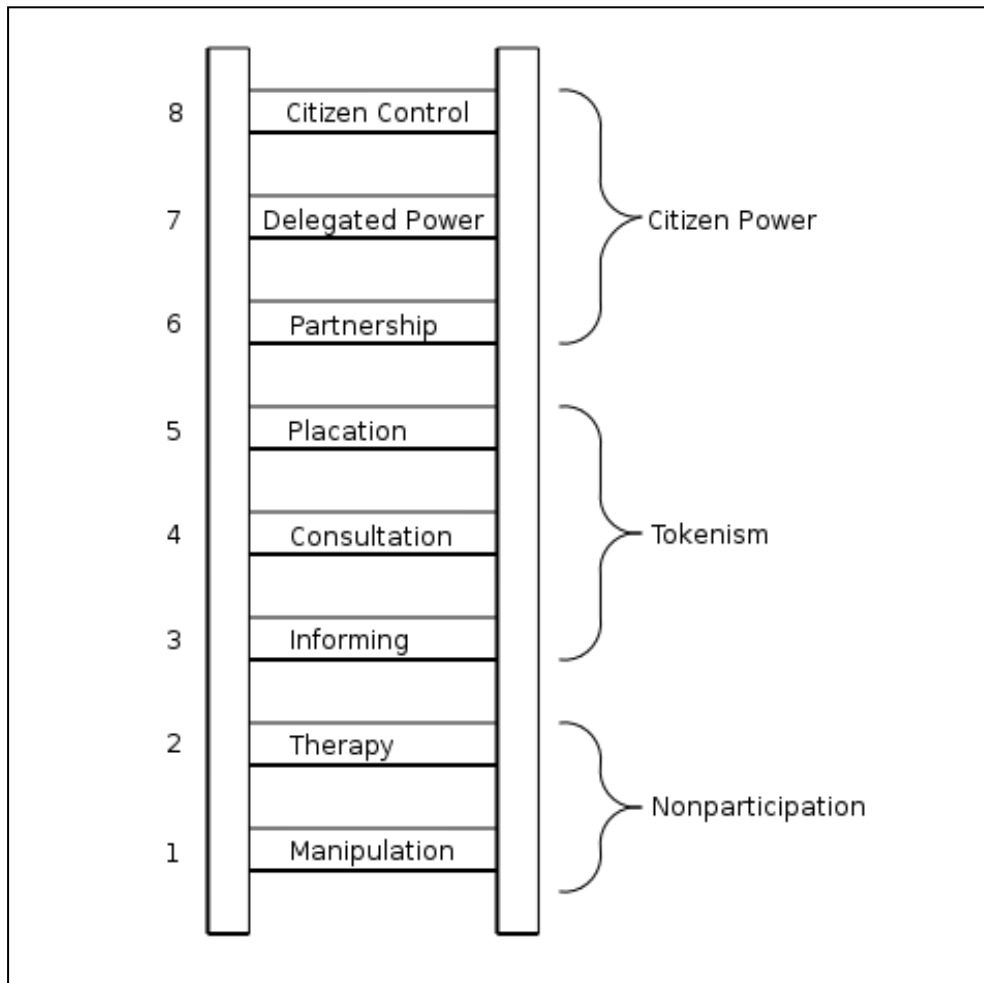 8 Citizen Control
7 Delegated Power
Citizen Power
6 Partnership
5 Placation
4 Consultation
Tokenism
3 Informing
2 Therapy
Nonparticipation
1 Manipulation